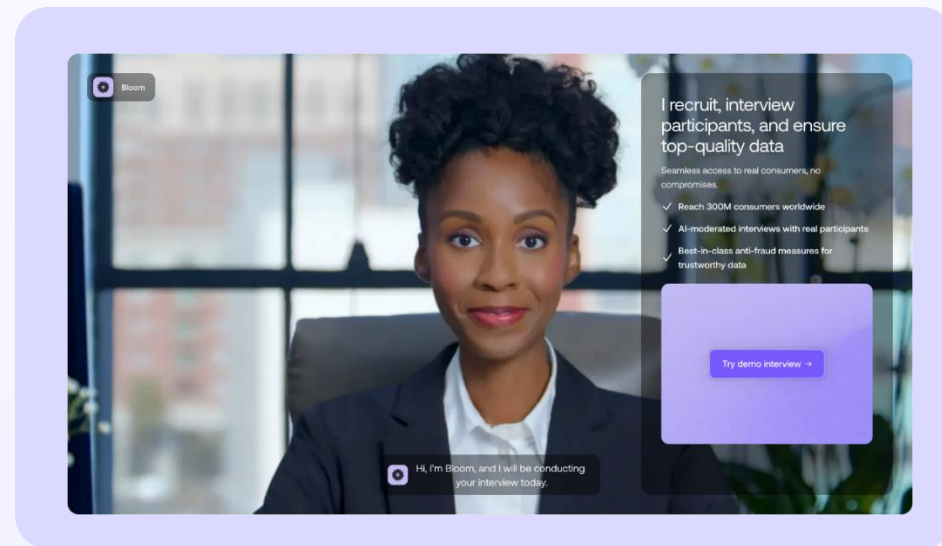 Bloom
I recruit, interview
participants, and ensure
top-quality data
Seamless access to real consumers, no
compromises.
Reach 300M consumers worldwide
AI-moderated interviews with real participants
Best-in-class anti-fraud measures for
trustworthy data
Try demo interview →
Hi, I'm Bloom, and I will be conducting
your interview today.